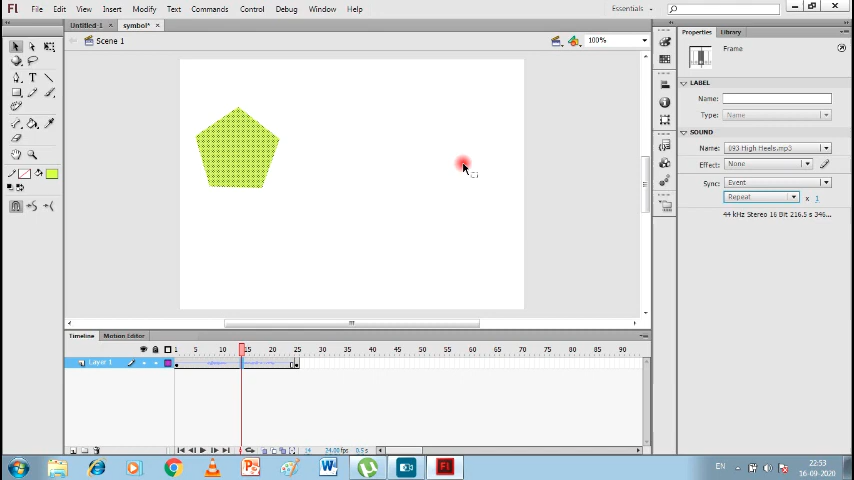 Fl File Edit View Insert Modify Text Commands Control Debug Window Help Essentials
Untitled-1 × symbol* ×
Scene 1 100%
Properties Library
Frame
LABEL
Name:
Type: Name
SOUND
Name: 093 High Heels.mp3
Effect: None
Sync: Event
Repeat x 1
44 kHz Stereo 16 Bit 216.5 s 346...
Timeline Motion Editor
1 5 10 15 20 25 30 35 40 45 50 55 60 65 70 75 80 85 90
Layer 1
14 24.00 fps 0.5 s
EN 22:53
16-09-2020